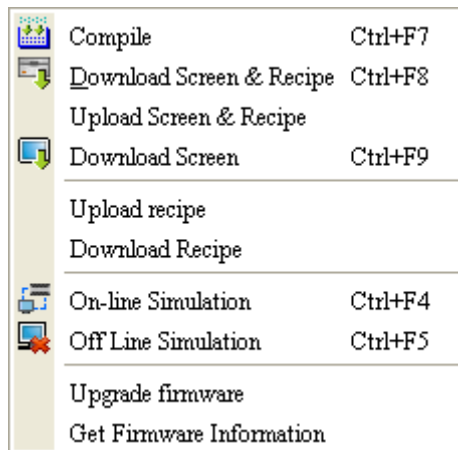 Compile Ctrl+F7
Download Screen & Recipe Ctrl+F8
Upload Screen & Recipe
Download Screen Ctrl+F9
Upload recipe
Download Recipe
On-line Simulation Ctrl+F4
Off Line Simulation Ctrl+F5
Upgrade firmware
Get Firmware Information